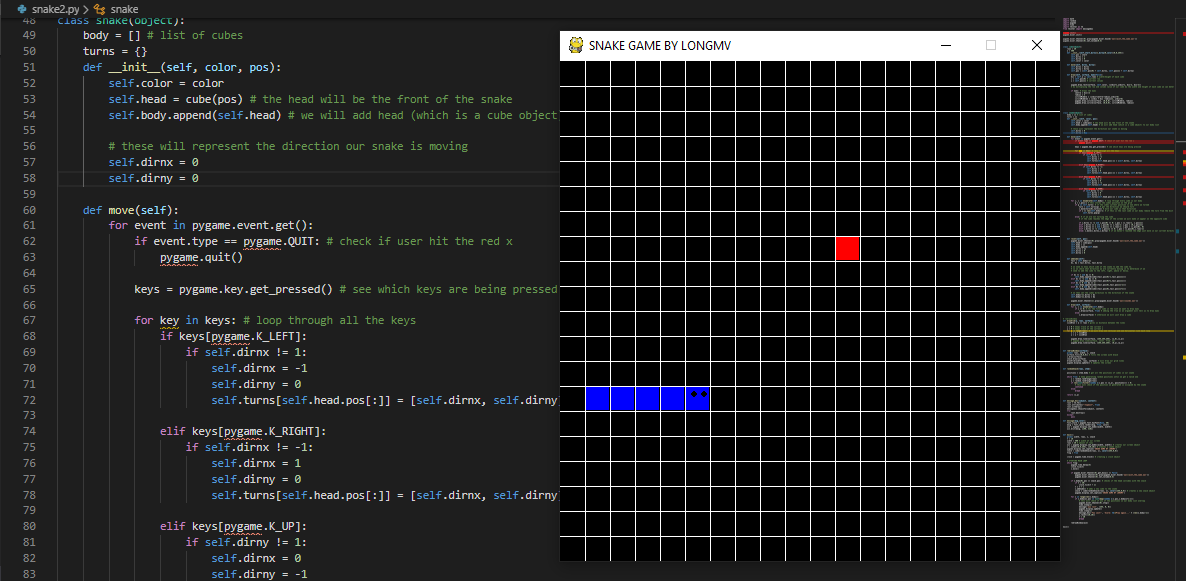 snake2.py > snake
48 class snake(object):
49 body = [] # list of cubes
50 turns = {}
51 def __init__(self, color, pos):
52 self.color = color
53 self.head = cube(pos) # the head will be the front of the snake
54 self.body.append(self.head) # we will add head (which is a cube object
55
56 # these will represent the direction our snake is moving
57 self.dirnx = 0
58 self.dirny = 0
59
60 def move(self):
61 for event in pygame.event.get():
62 if event.type == pygame.QUIT: # check if user hit the red x
63 pygame.quit()
64
65 keys = pygame.key.get_pressed() # see which keys are being pressed
66
67 for key in keys: # loop through all the keys
68 if keys[pygame.K_LEFT]:
69 if self.dirnx != 1:
70 self.dirnx = -1
71 self.dirny = 0
72 self.turns[self.head.pos[:]] = [self.dirnx, self.dirny
73
74 elif keys[pygame.K_RIGHT]:
75 if self.dirnx != -1:
76 self.dirnx = 1
77 self.dirny = 0
78 self.turns[self.head.pos[:]] = [self.dirnx, self.dirny
79
80 elif keys[pygame.K_UP]:
81 if self.dirny != 1:
82 self.dirnx = 0
83 self.dirny = -1
SNAKE GAME BY LONGMV